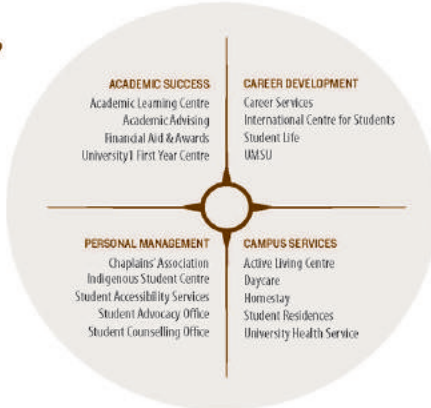 ACADEMIC SUCCESS
Academic Learning Centre
Academic Advising
Financial Aid & Awards
University1 First Year Centre
CAREER DEVELOPMENT
Career Services
International Centre for Students
Student Life
UMSU
PERSONAL MANAGEMENT
Chaplains' Association
Indigenous Student Centre
Student Accessibility Services
Student Advocacy Office
Student Counselling Office
CAMPUS SERVICES
Active Living Centre
Daycare
Homestay
Student Residences
University Health Service